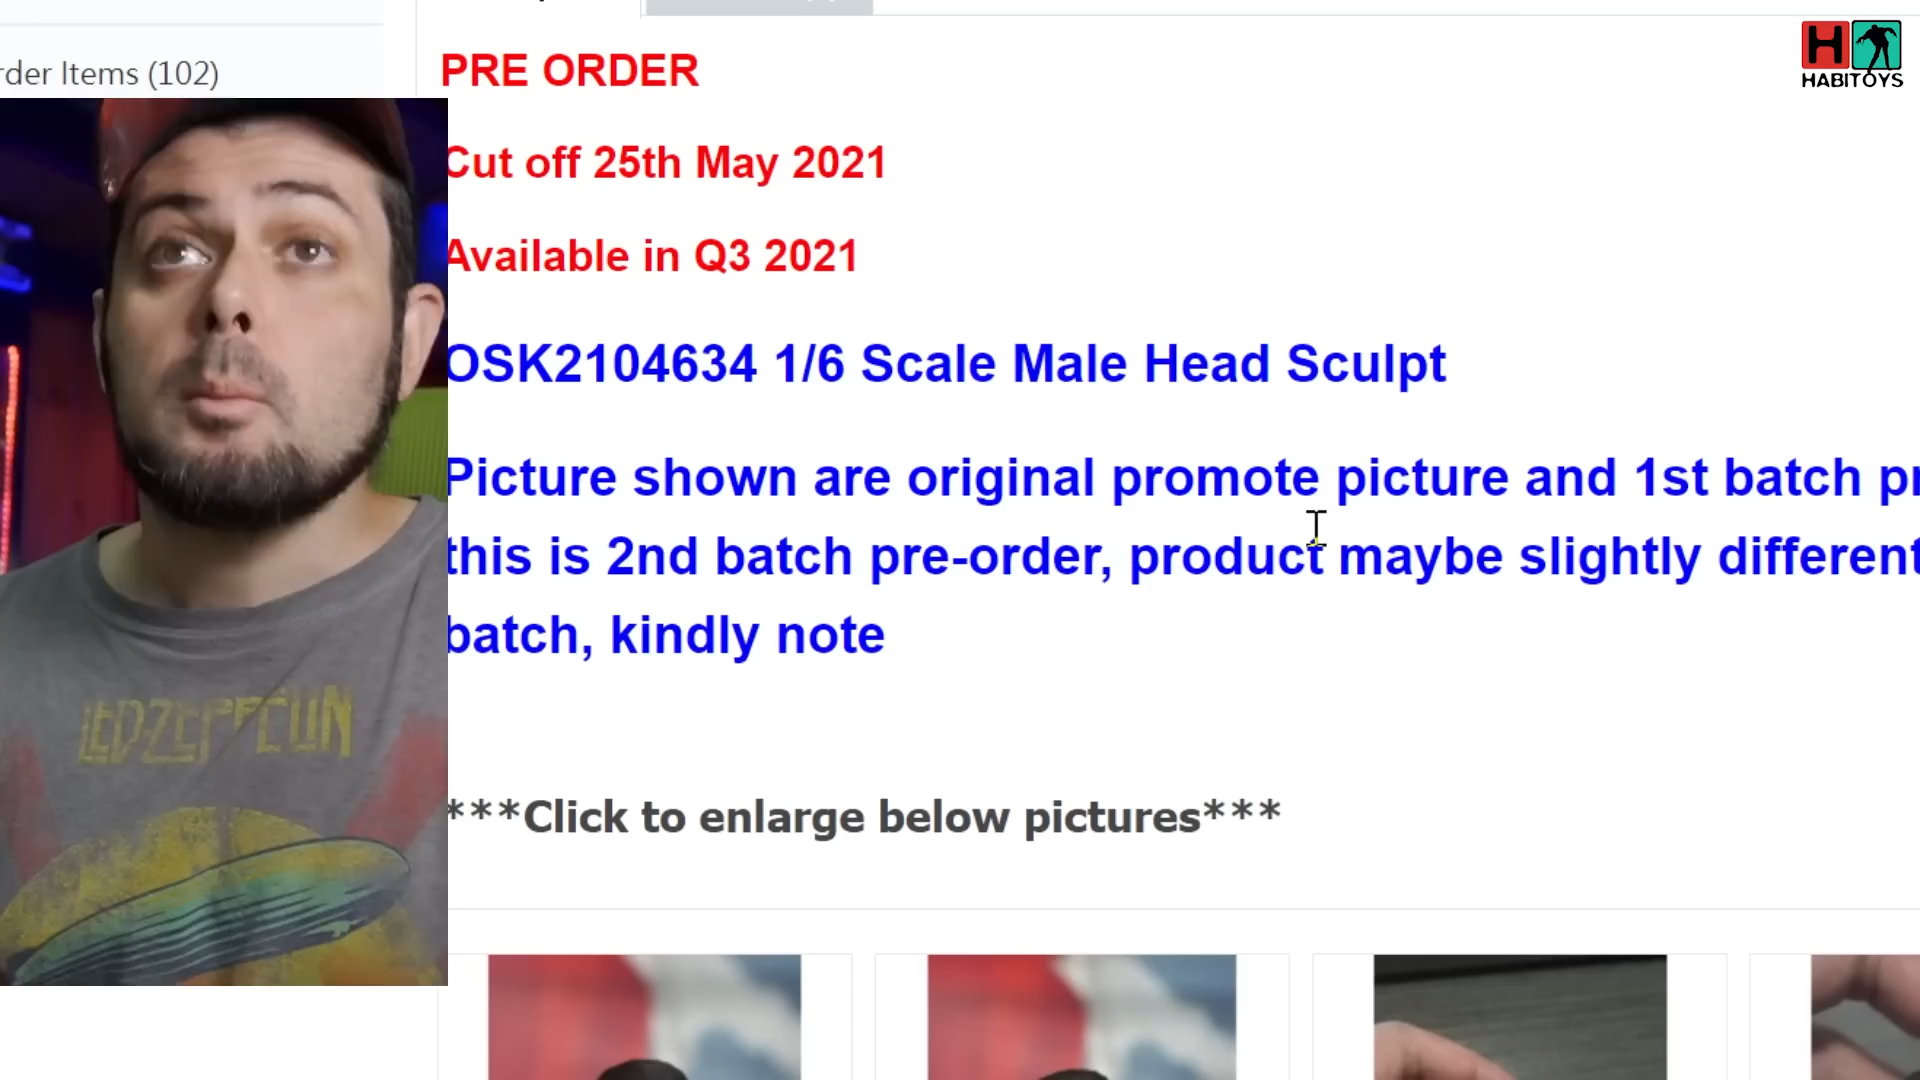 PRE ORDER
H
HABITOYS
rder Items (102)
Cut off 25th May 2021
Available in Q3 2021
OSK2104634 1/6 Scale Male Head Sculpt
Picture shown are original promote picture and 1st batch pr
this is 2nd batch pre-order, product maybe slightly different
batch, kindly note
LED-ZEPPELIN
***Click to enlarge below pictures***